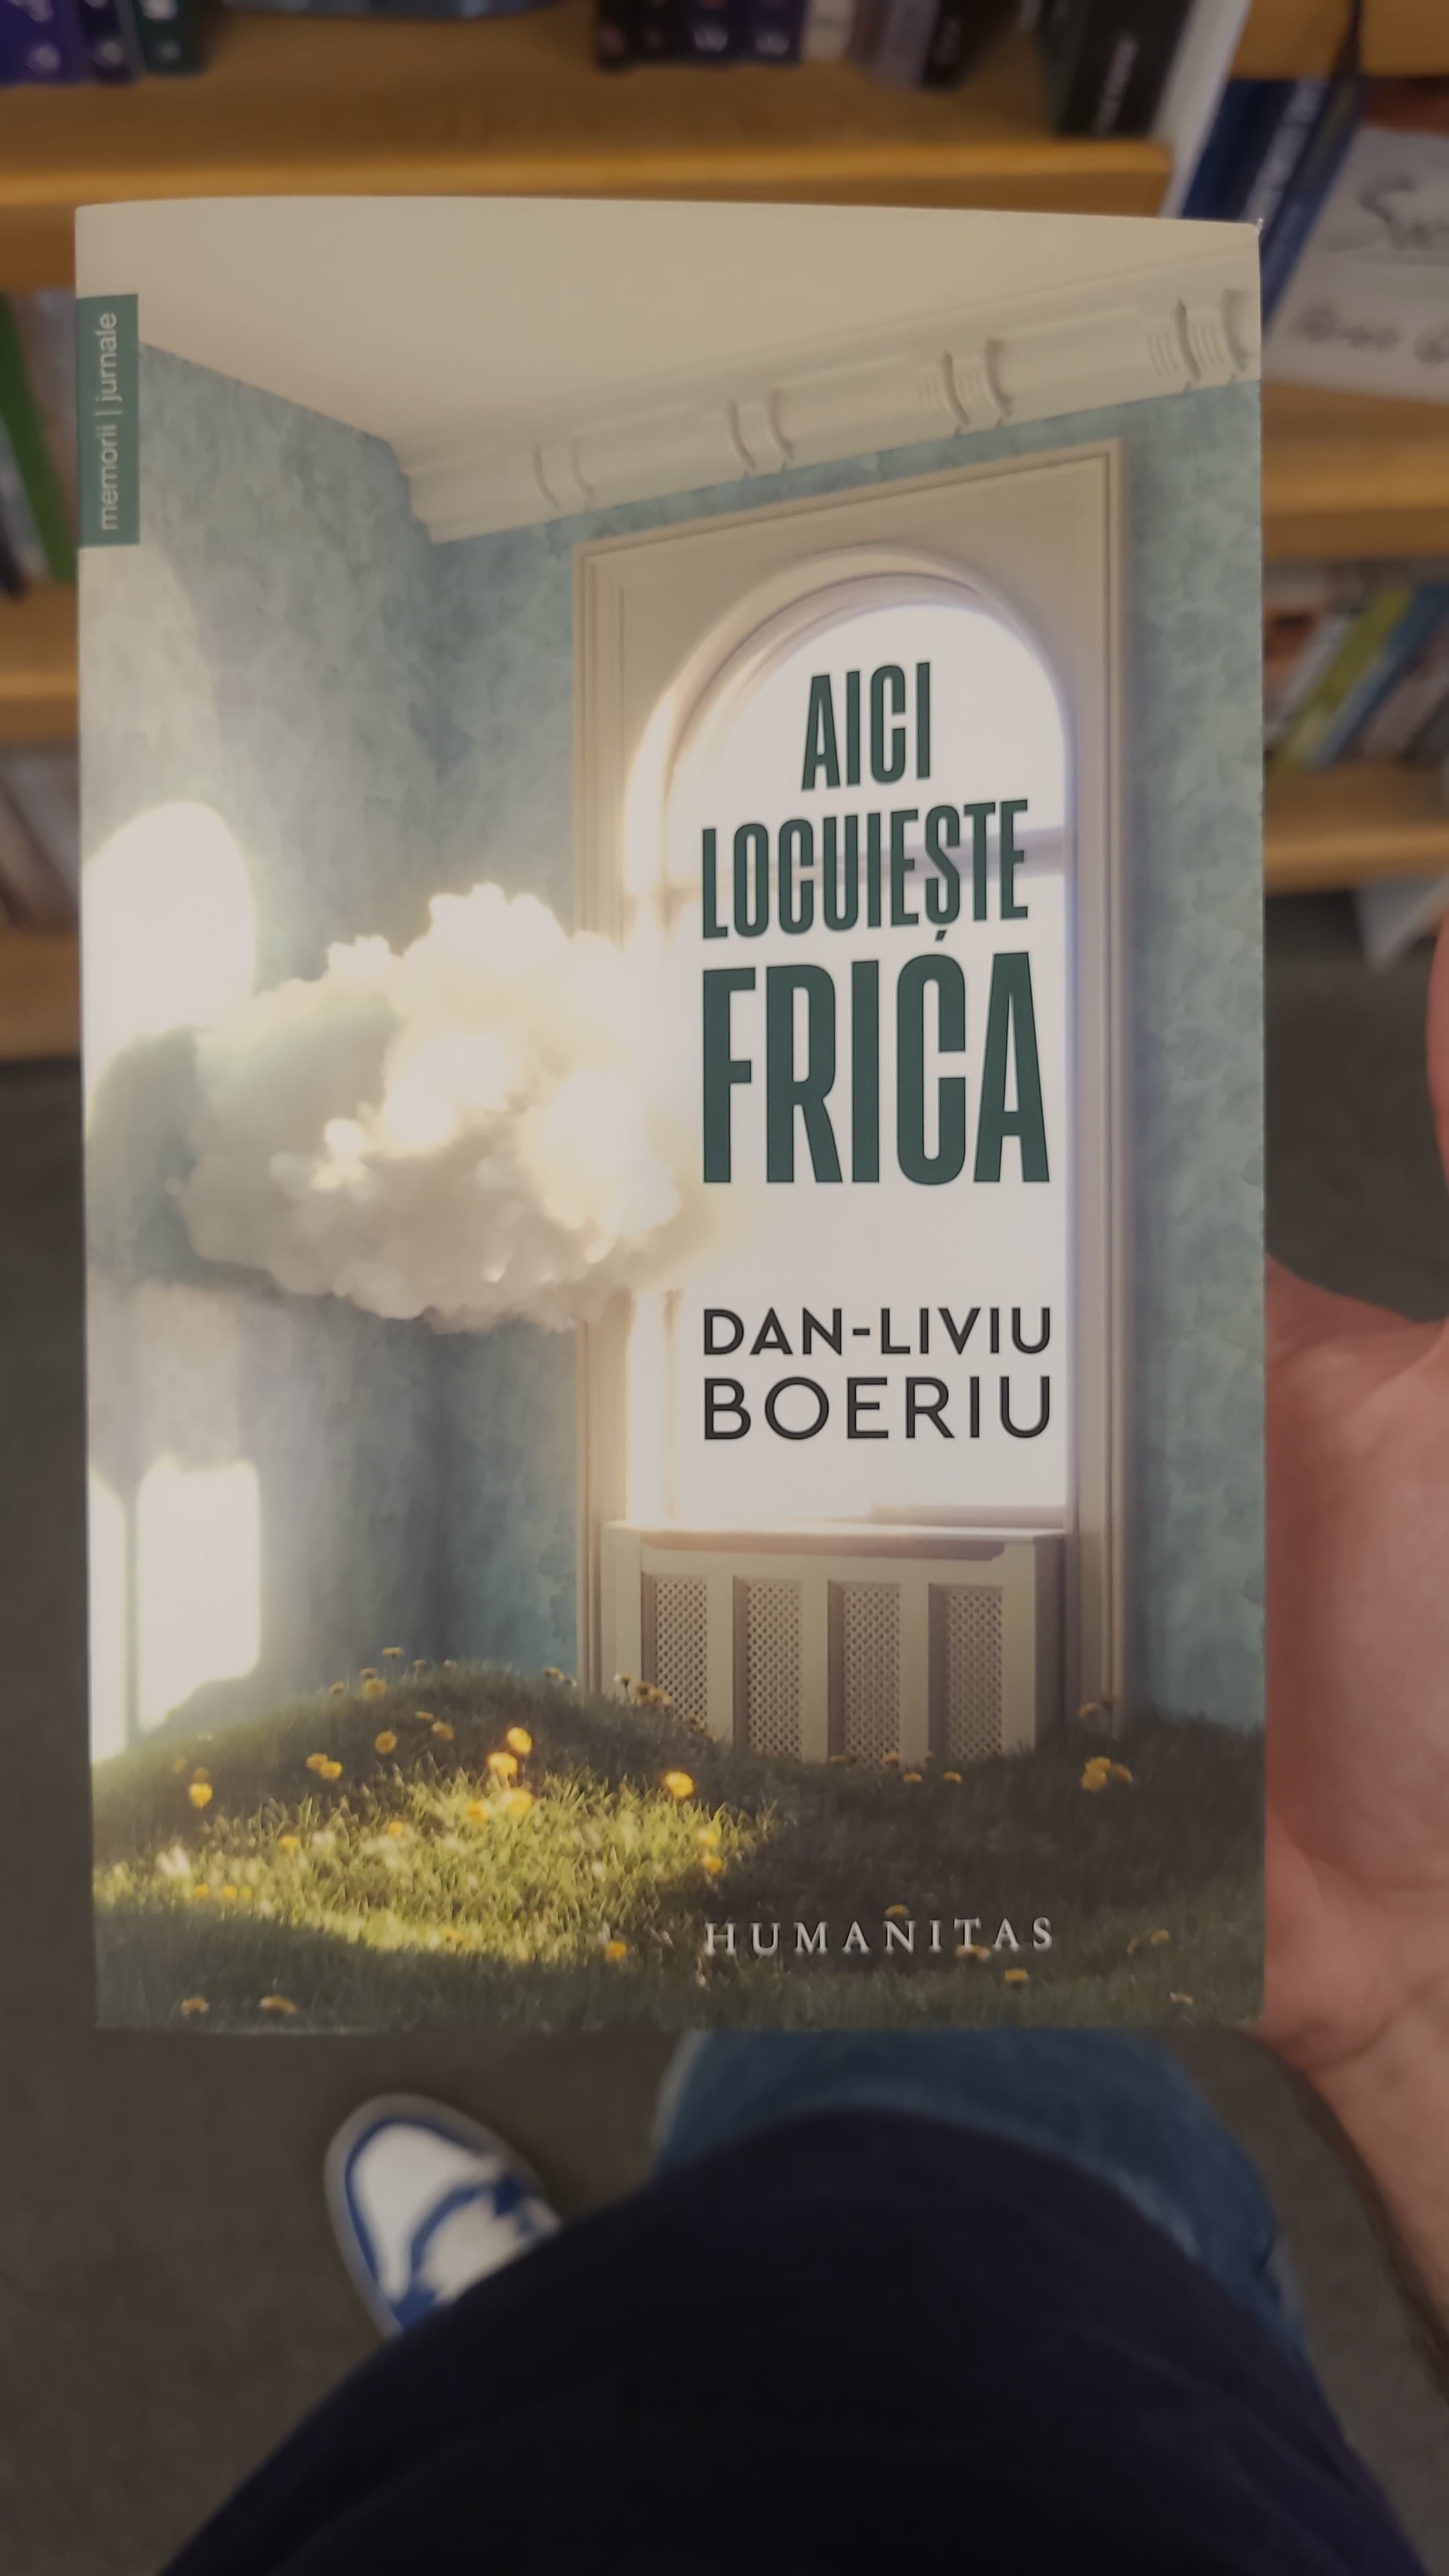 memorii | jurnale
AICI
LOCUIEȘTE
FRICA
DAN-LIVIU
BOERIU
HUMANITAS